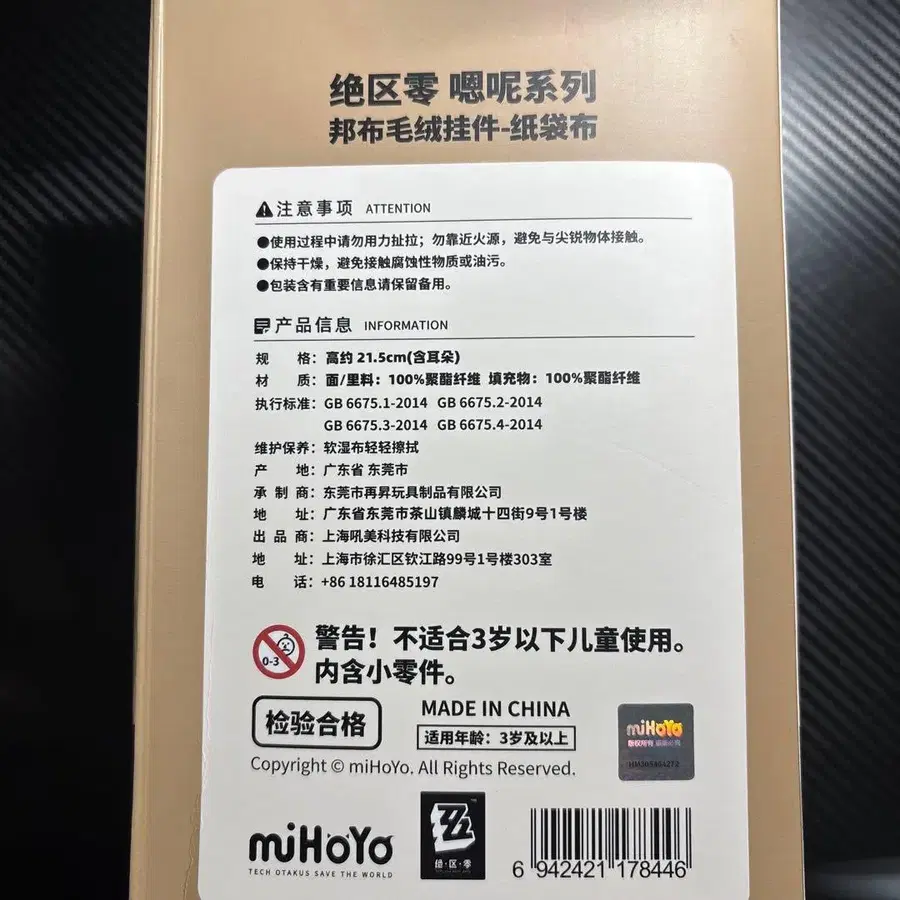 绝区零 嗯呢系列
邦布毛绒挂件-纸袋布
注意事项 ATTENTION
●使用过程中请勿用力扯拉；勿靠近火源，避免与尖锐物体接触。
●保持干燥，避免接触腐蚀性物质或油污。
●包装含有重要信息请保留备用。
产品信息 INFORMATION
规 格：高约 21.5cm(含耳朵)
材 质：面/里料：100%聚酯纤维 填充物：100%聚酯纤维
执行标准：GB 6675.1-2014 GB 6675.2-2014
GB 6675.3-2014 GB 6675.4-2014
维护保养：软湿布轻轻擦拭
产 地：广东省 东莞市
承 制 商：东莞市再昇玩具制品有限公司
地 址：广东省东莞市茶山镇麟城十四街9号1号楼
出 品 商：上海吼美科技有限公司
地 址：上海市徐汇区钦江路99号1号楼303室
电 话：+86 18116485197
0-3
警告！不适合3岁以下儿童使用。
内含小零件。
检验合格
MADE IN CHINA
适用年龄：3岁及以上
miHoYo
版权所有
Copyright © miHoYo. All Rights Reserved.
miHoYo
TECH OTAKUS SAVE THE WORLD
绝·区·零
6 942421 178446